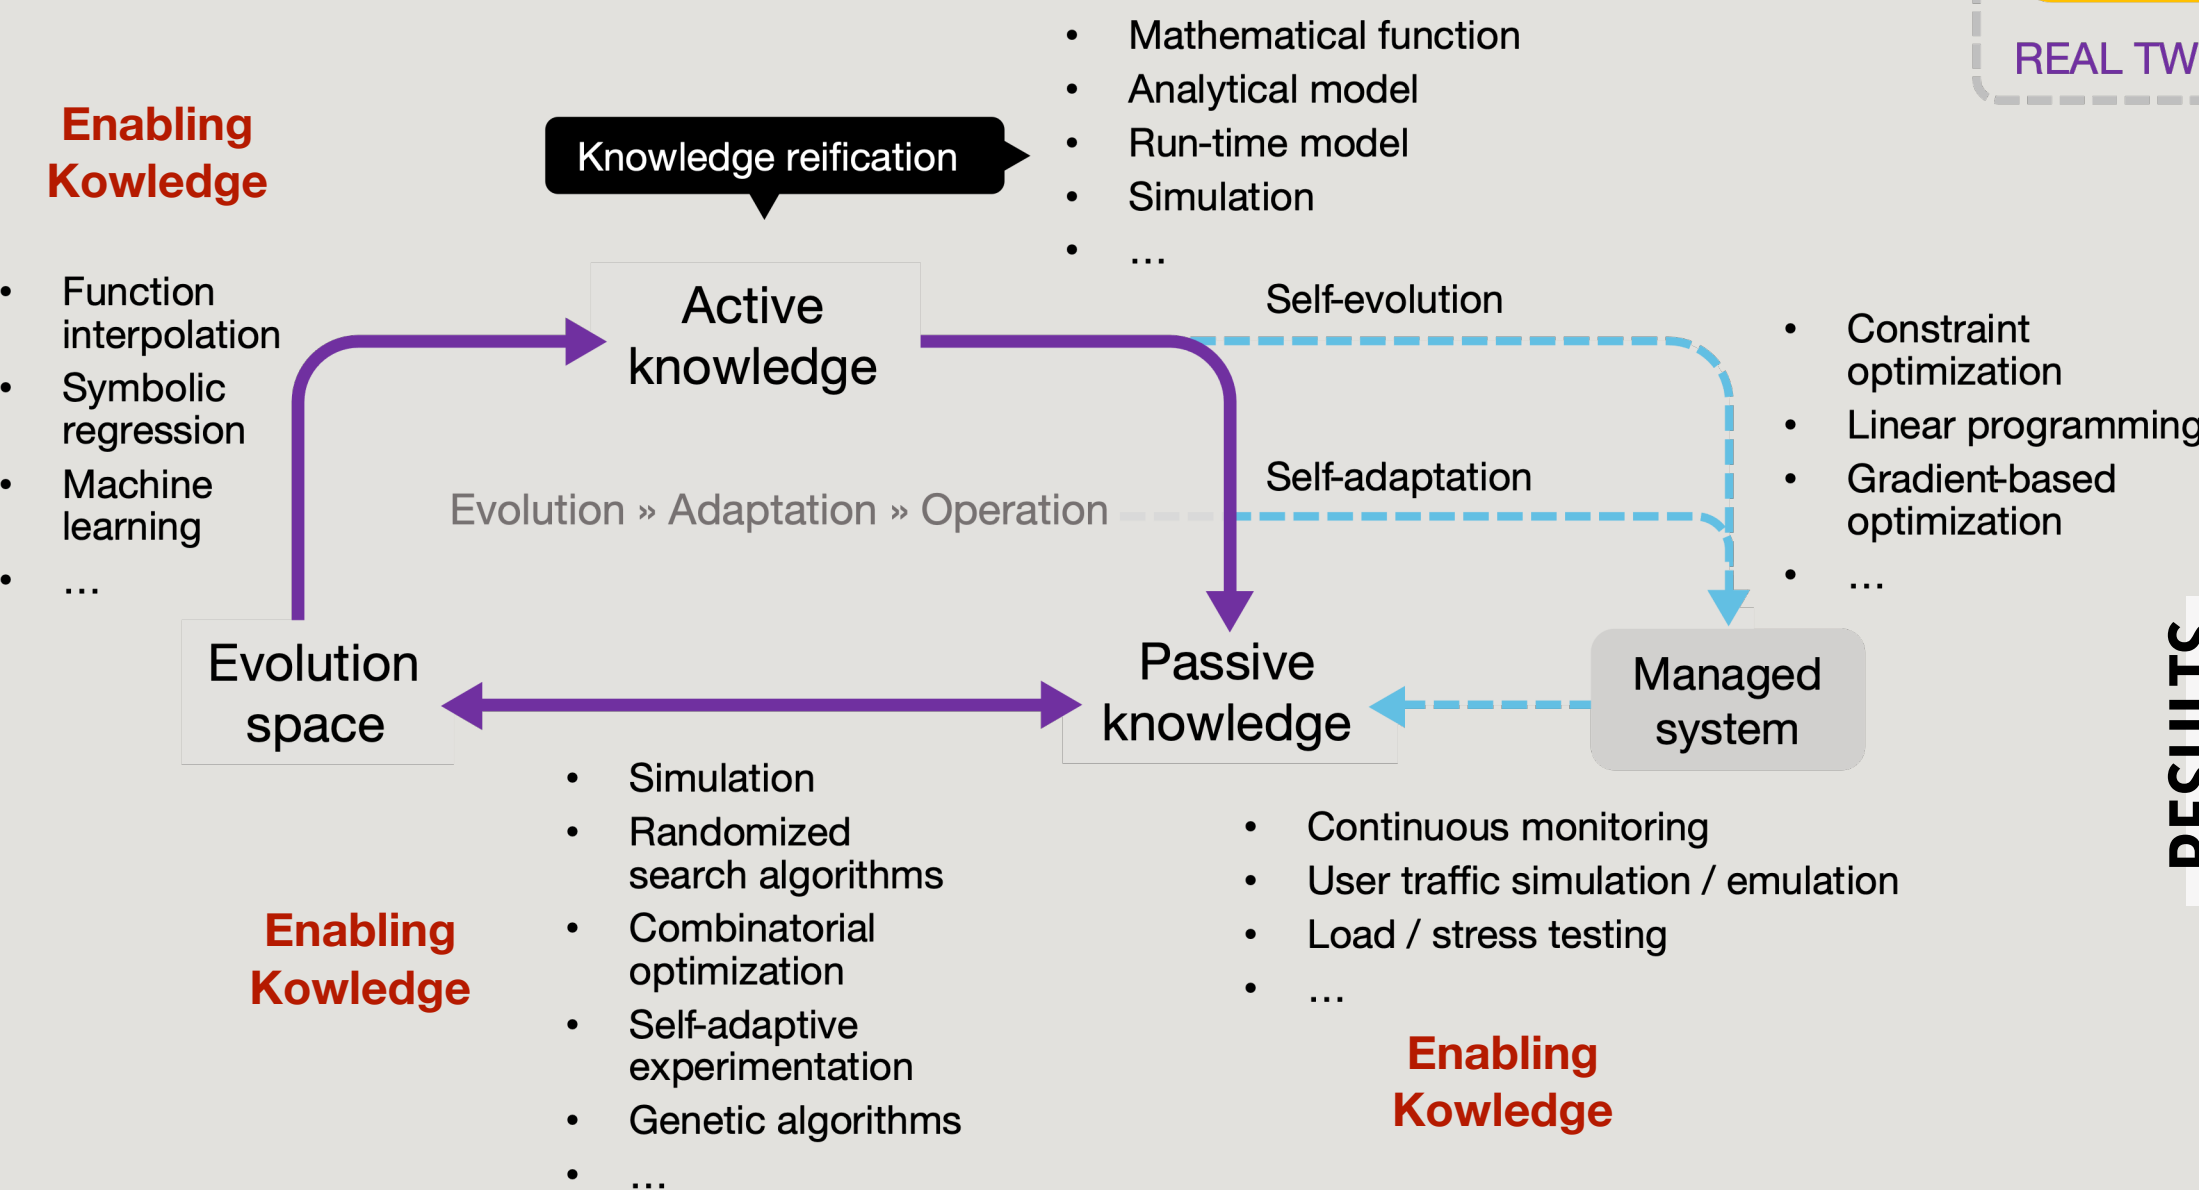 • Mathematical function
• Analytical model
• Run-time model
• Simulation
• ...
REAL TW
Enabling
Kowledge
Knowledge reification
• Function
interpolation
• Symbolic
regression
• Machine
learning
• ...
Active
knowledge
Self-evolution
• Constraint
optimization
• Linear programming
• Gradient-based
optimization
• ...
Self-adaptation
Evolution » Adaptation » Operation
Evolution
space
Passive
knowledge
Managed
system
• Simulation
• Randomized
search algorithms
• Combinatorial
optimization
• Self-adaptive
experimentation
• Genetic algorithms
• ...
Enabling
Kowledge
• Continuous monitoring
• User traffic simulation / emulation
• Load / stress testing
• ...
Enabling
Kowledge
RESULTS